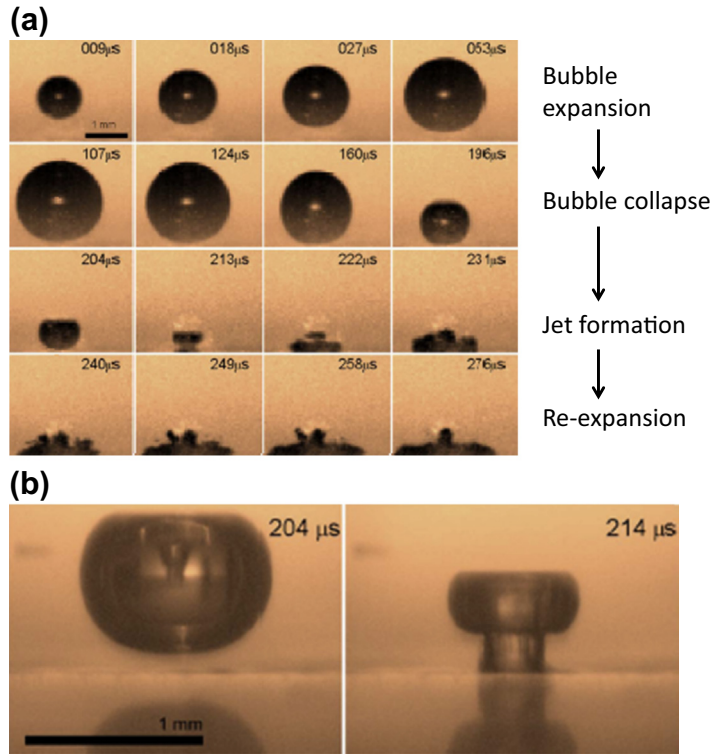 (a)
009µs 018µs 027µs 053µs
1 mm
Bubble
expansion
107µs 124µs 160µs 196µs
Bubble collapse
204µs 213µs 222µs 231µs
Jet formation
240µs 249µs 258µs 276µs
Re-expansion
(b)
204 µs 214 µs
1 mm